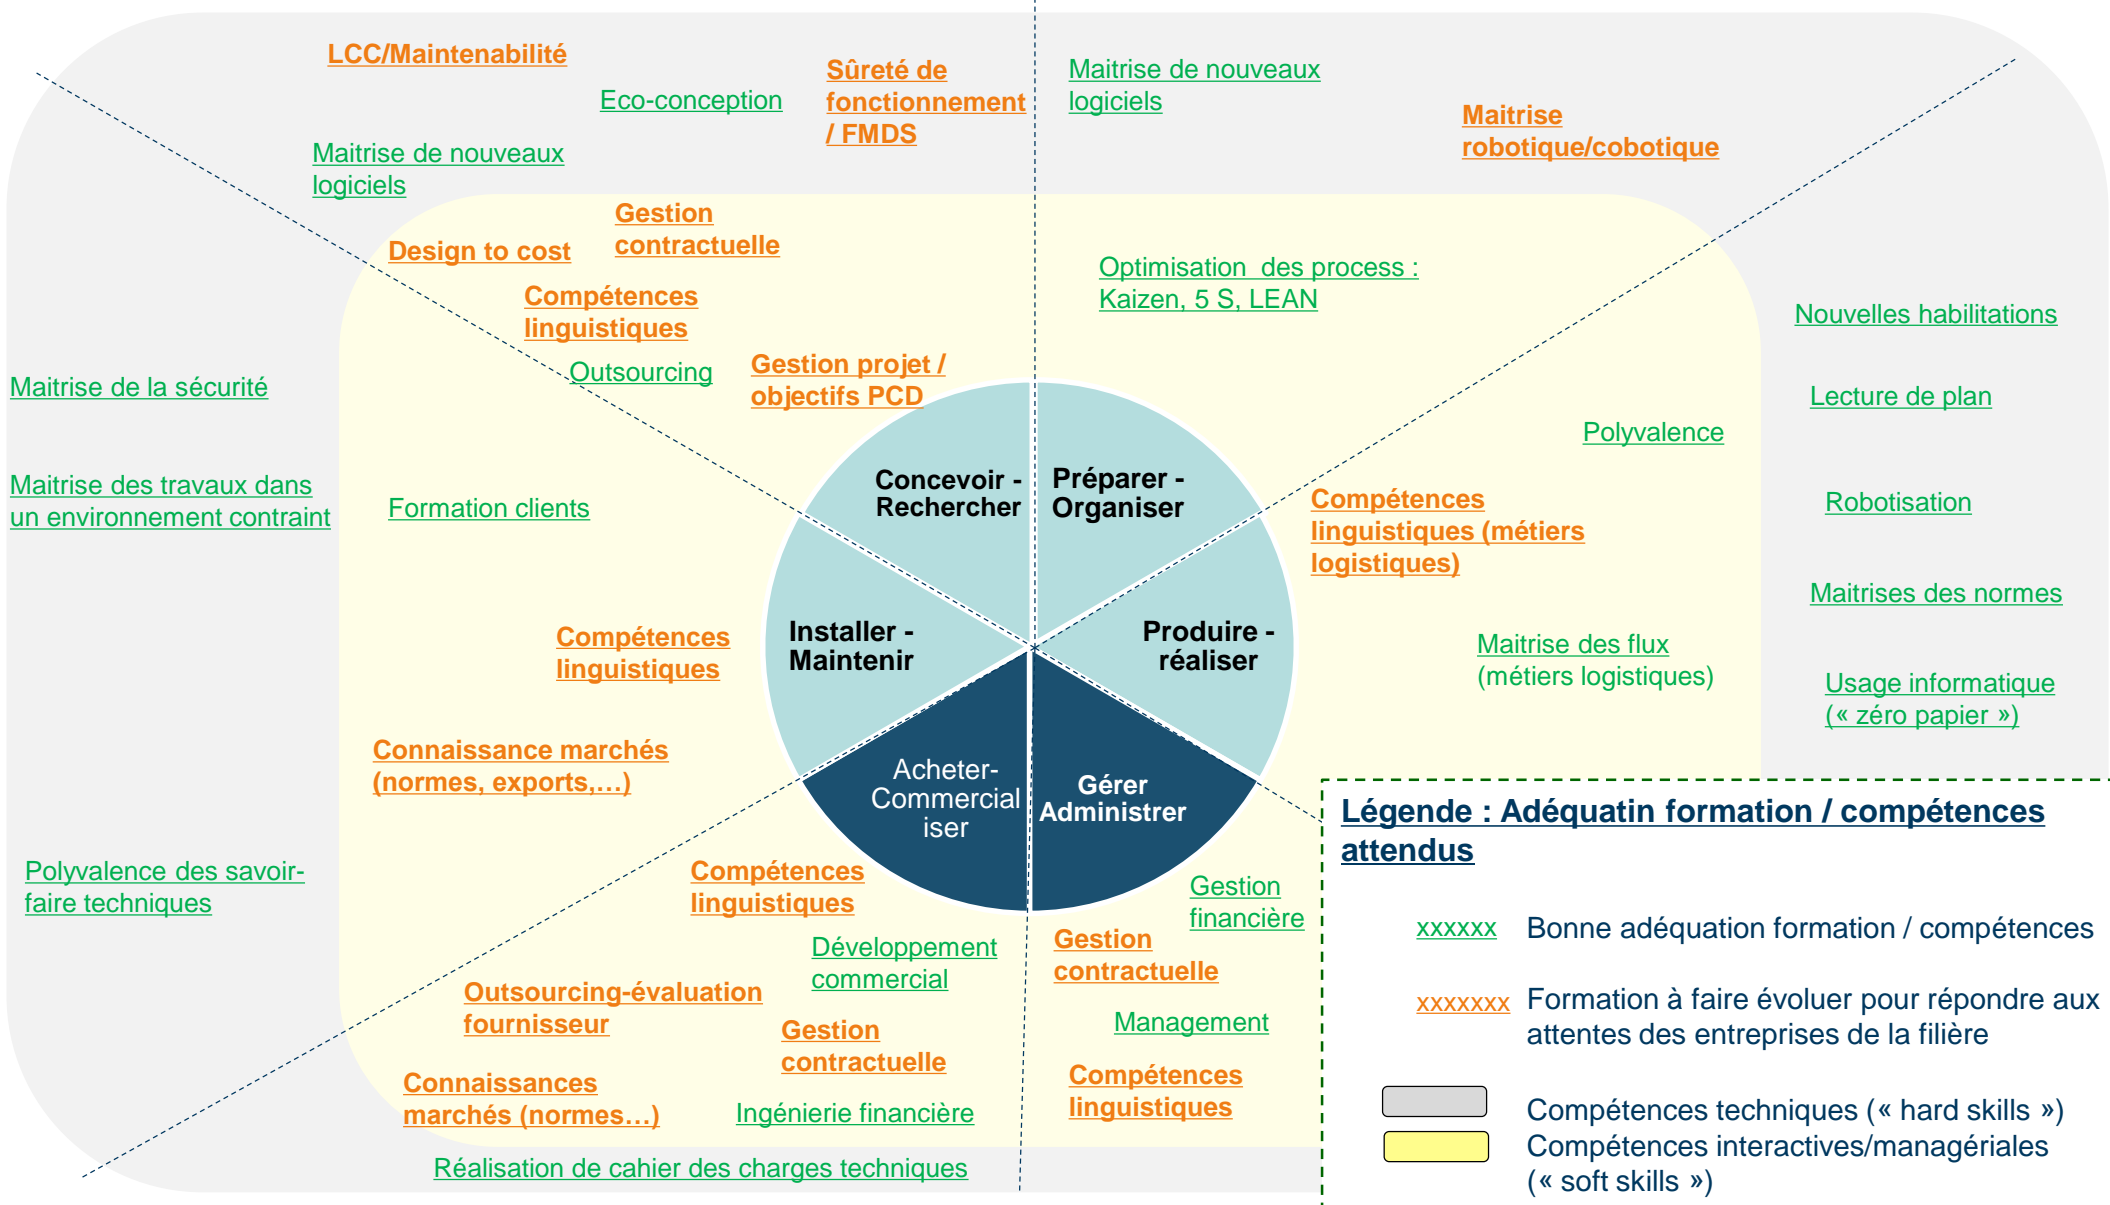 LCC/Maintenabilité
Eco-conception
Sûreté de
fonctionnement
/ FMDS
Maitrise de nouveaux
logiciels
Maitrise de nouveaux
logiciels
Maitrise
robotique/cobotique
Gestion
contractuelle
Design to cost
Compétences
linguistiques
Outsourcing
Gestion projet /
objectifs PCD
Optimisation  des process :
Kaizen, 5 S, LEAN
Nouvelles habilitations
Lecture de plan
Polyvalence
Robotisation
Compétences
linguistiques (métiers
logistiques)
Maitrises des normes
Maitrise des flux
(métiers logistiques)
Usage informatique
(« zéro papier »)
Maitrise de la sécurité
Maitrise des travaux dans
un environnement contraint
Formation clients
Compétences
linguistiques
Connaissance marchés
(normes, exports,…)
Polyvalence des savoir-
faire techniques
Concevoir -
Rechercher
Préparer -
Organiser
Installer -
Maintenir
Produire -
réaliser
Acheter-
Commercial
iser
Gérer
Administrer
Compétences
linguistiques
Développement
commercial
Outsourcing-évaluation
fournisseur
Gestion
contractuelle
Connaissances
marchés (normes…)
Ingénierie financière
Réalisation de cahier des charges techniques
Gestion
financière
Gestion
contractuelle
Management
Compétences
linguistiques
Légende : Adéquatin formation / compétences
attendus
xxxxxx Bonne adéquation formation / compétences
xxxxxxx Formation à faire évoluer pour répondre aux
attentes des entreprises de la filière
Compétences techniques (« hard skills »)
Compétences interactives/managériales
(« soft skills »)